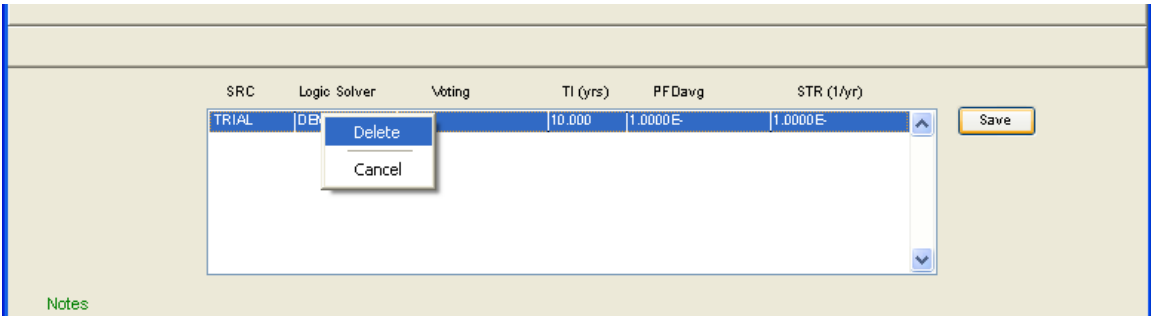 SRC Logic Solver Voting TI (yrs) PFDavg STR (1/yr)
TRIAL 10.000 1.0000E- 1.0000E- Save
Delete
Cancel
Notes